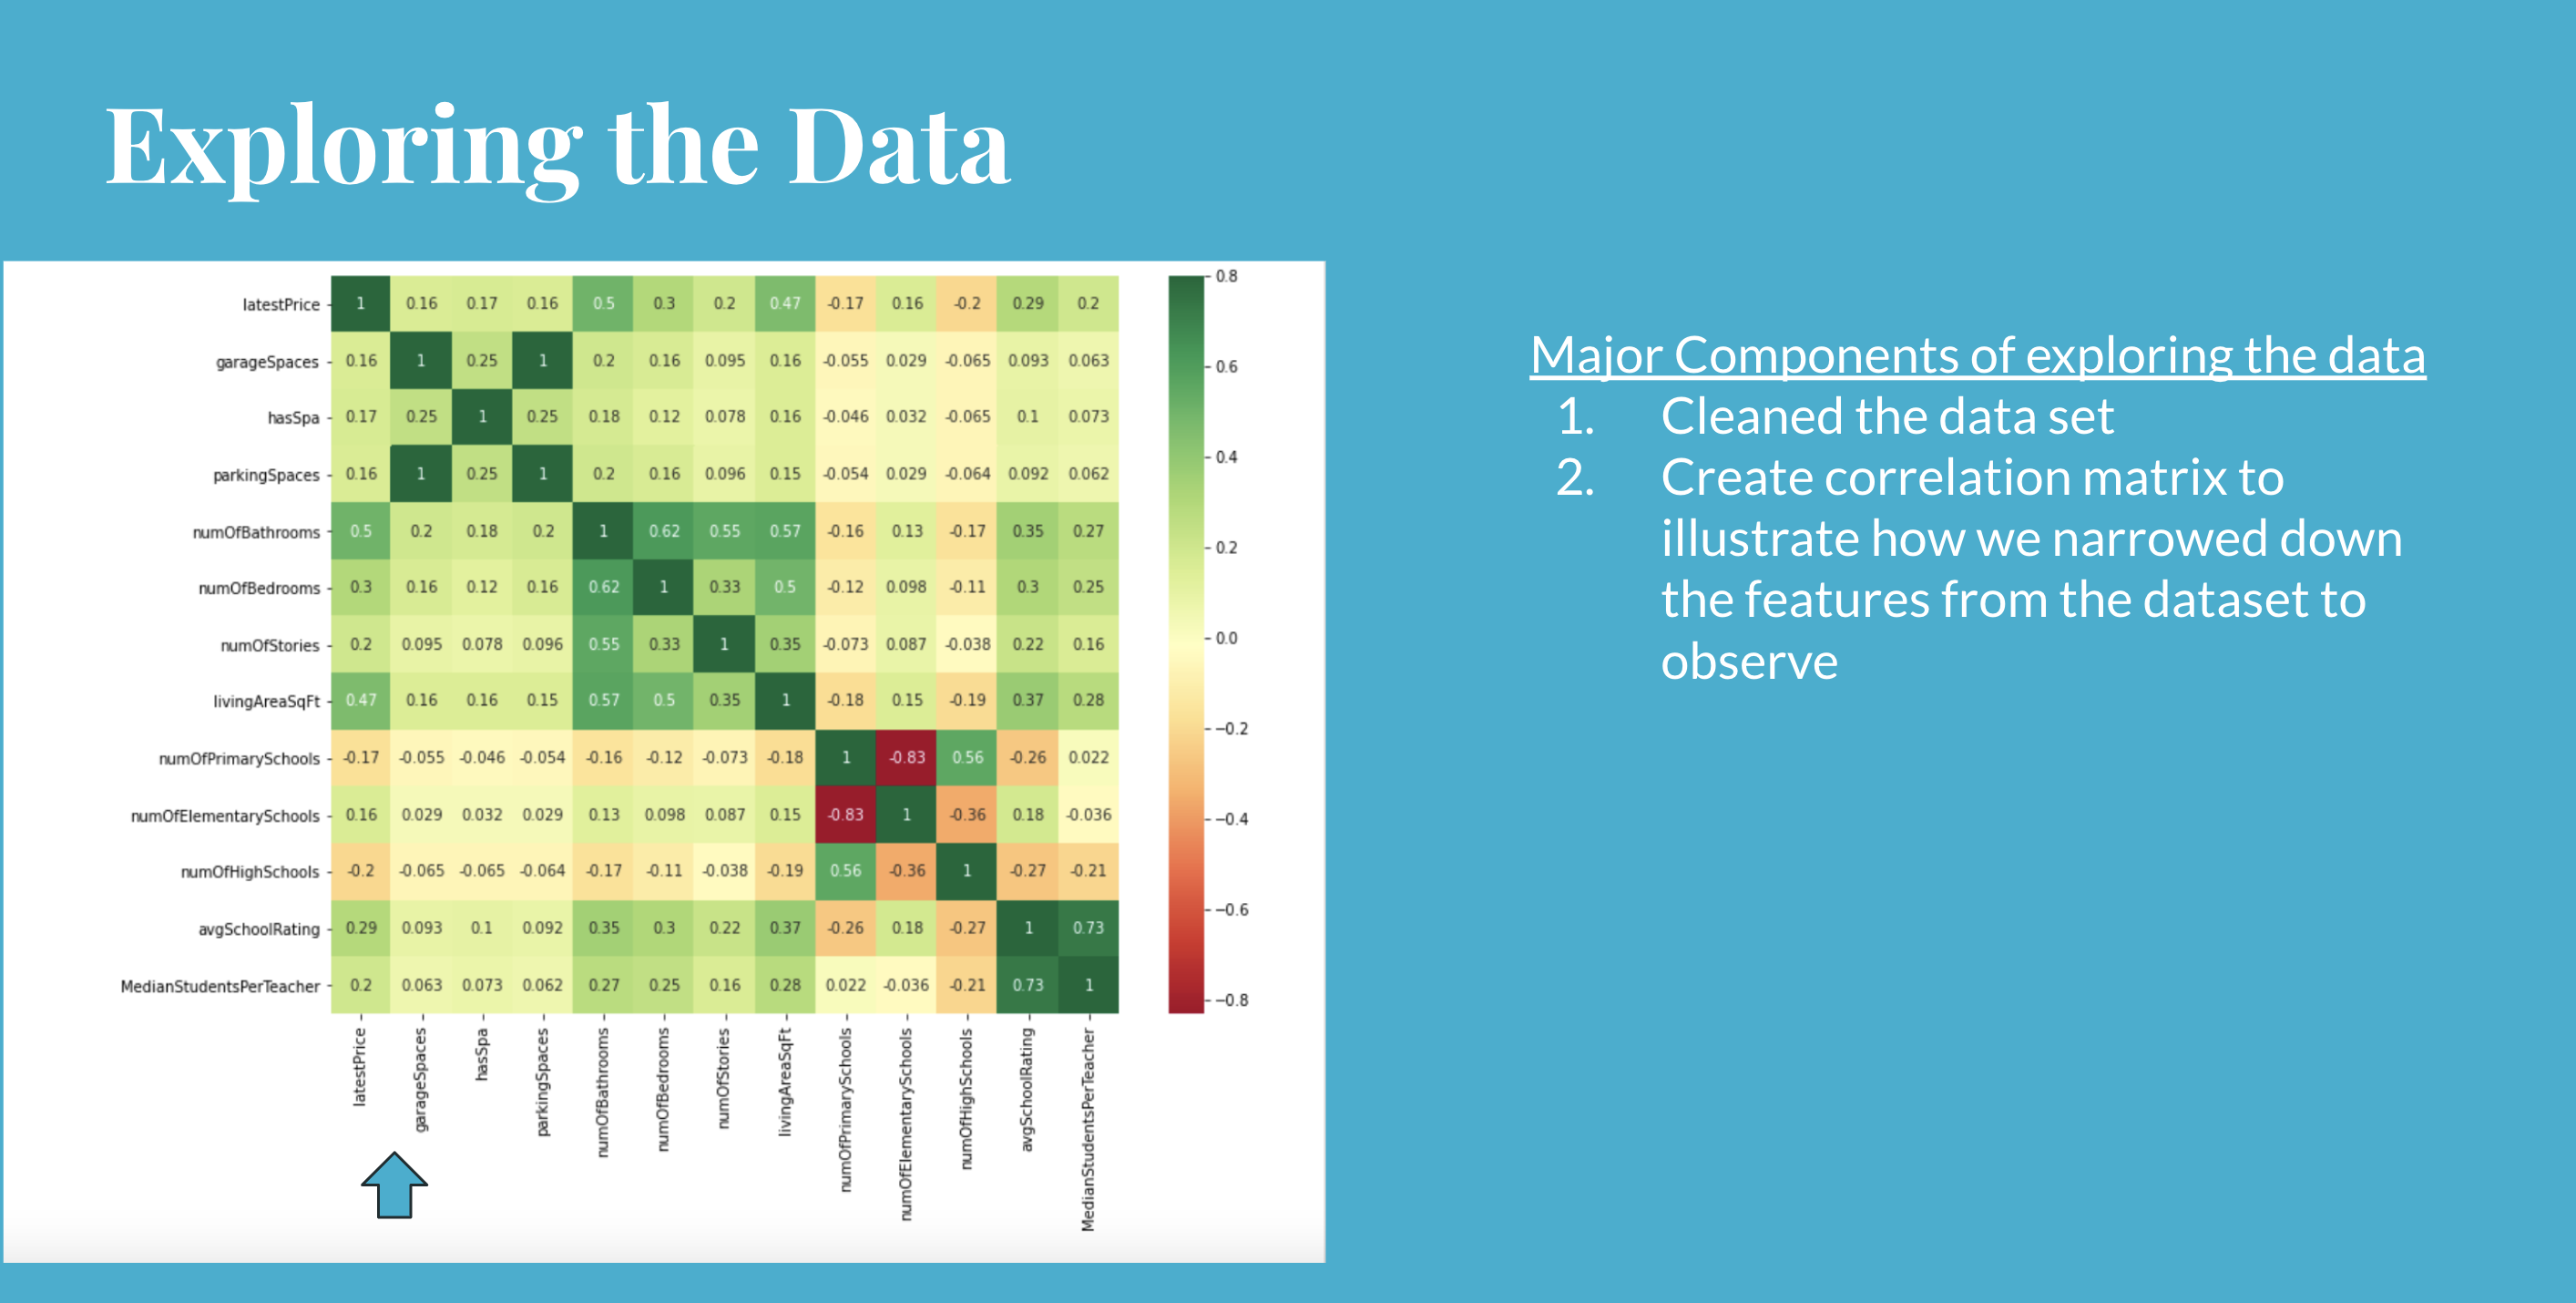 Exploring the Data
latestPrice 1 0.16 0.17 0.16 0.5 0.3 0.2 0.47 -0.17 0.16 -0.2 0.29 0.2
garageSpaces 0.16 1 0.25 1 0.2 0.16 0.095 0.16 -0.055 0.029 -0.065 0.093 0.063
hasSpa 0.17 0.25 1 0.25 0.18 0.12 0.078 0.16 -0.046 0.032 -0.065 0.1 0.073
parkingSpaces 0.16 1 0.25 1 0.2 0.16 0.096 0.15 -0.054 0.029 -0.064 0.092 0.062
numOfBathrooms 0.5 0.2 0.18 0.2 1 0.62 0.55 0.57 -0.16 0.13 -0.17 0.35 0.27
numOfBedrooms 0.3 0.16 0.12 0.16 0.62 1 0.33 0.5 -0.12 0.098 -0.11 0.3 0.25
numOfStories 0.2 0.095 0.078 0.096 0.55 0.33 1 0.35 -0.073 0.087 -0.038 0.22 0.16
livingAreaSqFt 0.47 0.16 0.16 0.15 0.57 0.5 0.35 1 -0.18 0.15 -0.19 0.37 0.28
numOfPrimarySchools -0.17 -0.055 -0.046 -0.054 -0.16 -0.12 -0.073 -0.18 1 -0.83 0.56 -0.26 0.022
numOfElementarySchools 0.16 0.029 0.032 0.029 0.13 0.098 0.087 0.15 -0.83 1 -0.36 0.18 -0.036
numOfHighSchools -0.2 -0.065 -0.065 -0.064 -0.17 -0.11 -0.038 -0.19 0.56 -0.36 1 -0.27 -0.21
avgSchoolRating 0.29 0.093 0.1 0.092 0.35 0.3 0.22 0.37 -0.26 0.18 -0.27 1 0.73
MedianStudentsPerTeacher 0.2 0.063 0.073 0.062 0.27 0.25 0.16 0.28 0.022 -0.036 -0.21 0.73 1
latestPrice
garageSpaces
hasSpa
parkingSpaces
numOfBathrooms
numOfBedrooms
numOfStories
livingAreaSqFt
numOfPrimarySchools
numOfElementarySchools
numOfHighSchools
avgSchoolRating
MedianStudentsPerTeacher
0.8
0.6
0.4
0.2
0.0
−0.2
−0.4
−0.6
−0.8
Major Components of exploring the data
1. Cleaned the data set
2. Create correlation matrix to
illustrate how we narrowed down
the features from the dataset to
observe